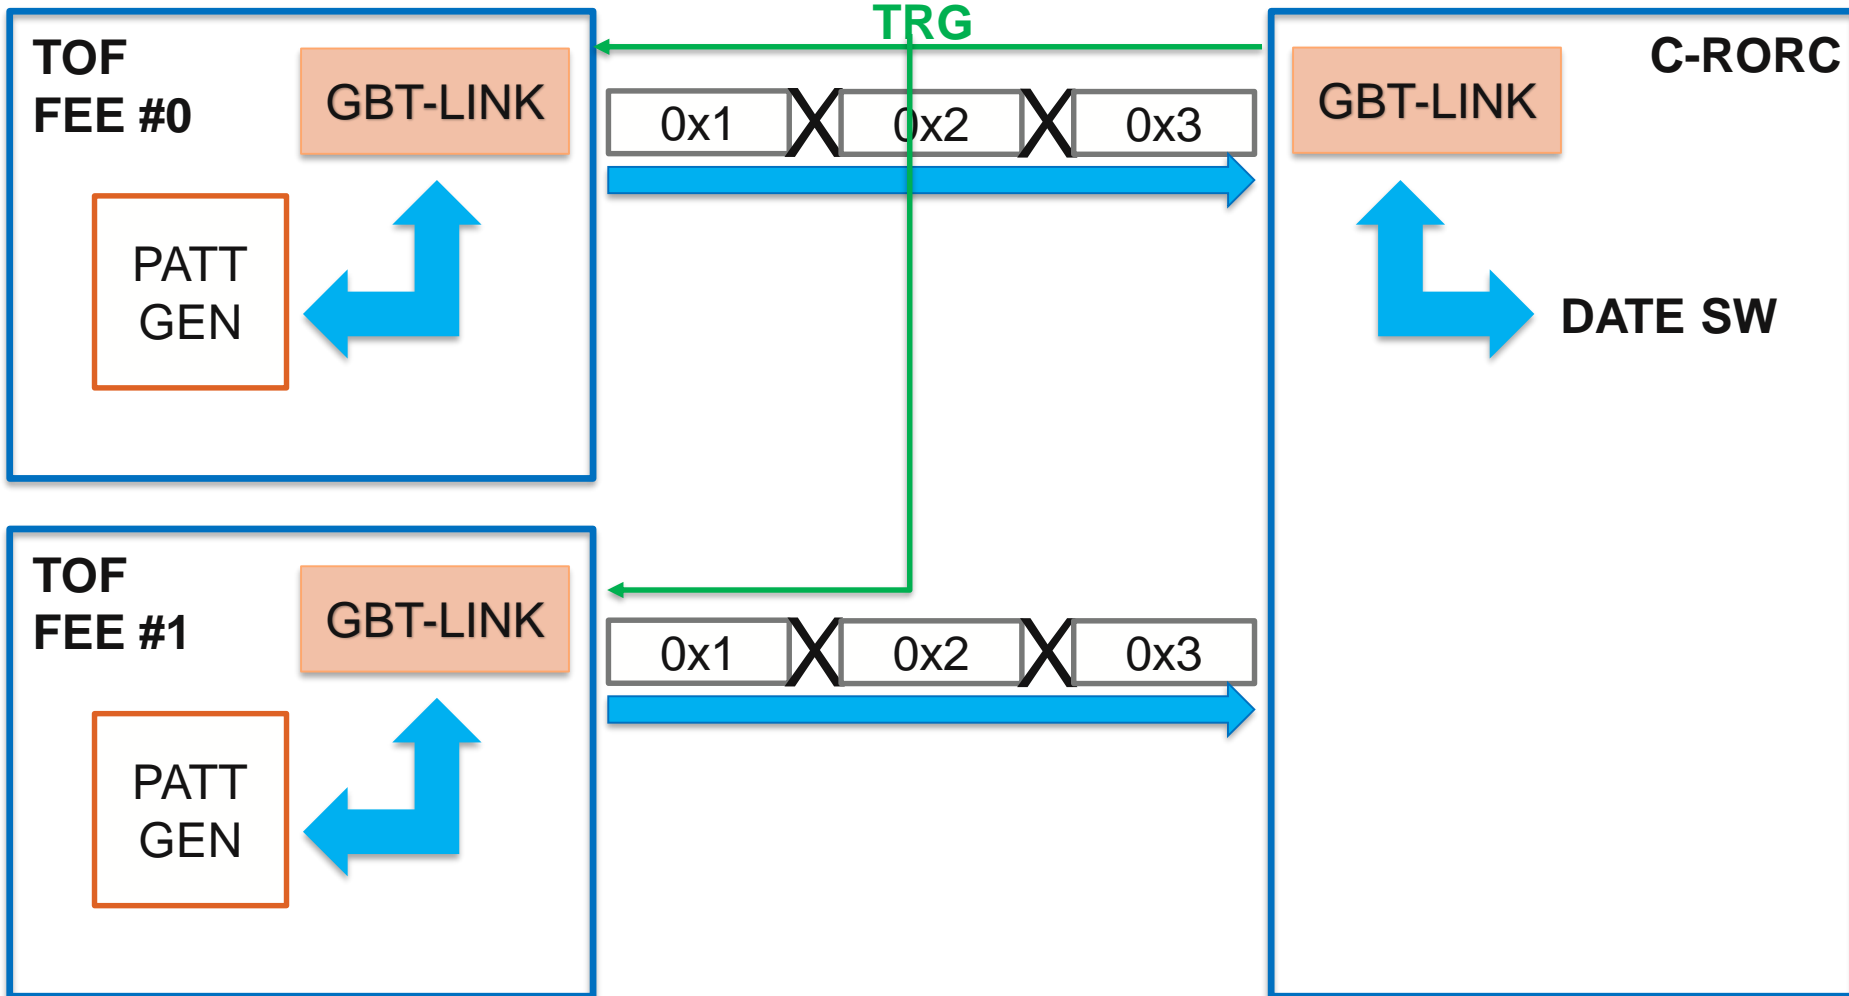 TRG
TOF
FEE #0
GBT-LINK
0x1
0x2
0x3
GBT-LINK
C-RORC
PATT
GEN
DATE SW
TOF
FEE #1
GBT-LINK
0x1
0x2
0x3
PATT
GEN